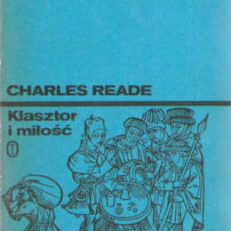 CHARLES READE
Klasztor
i miłość